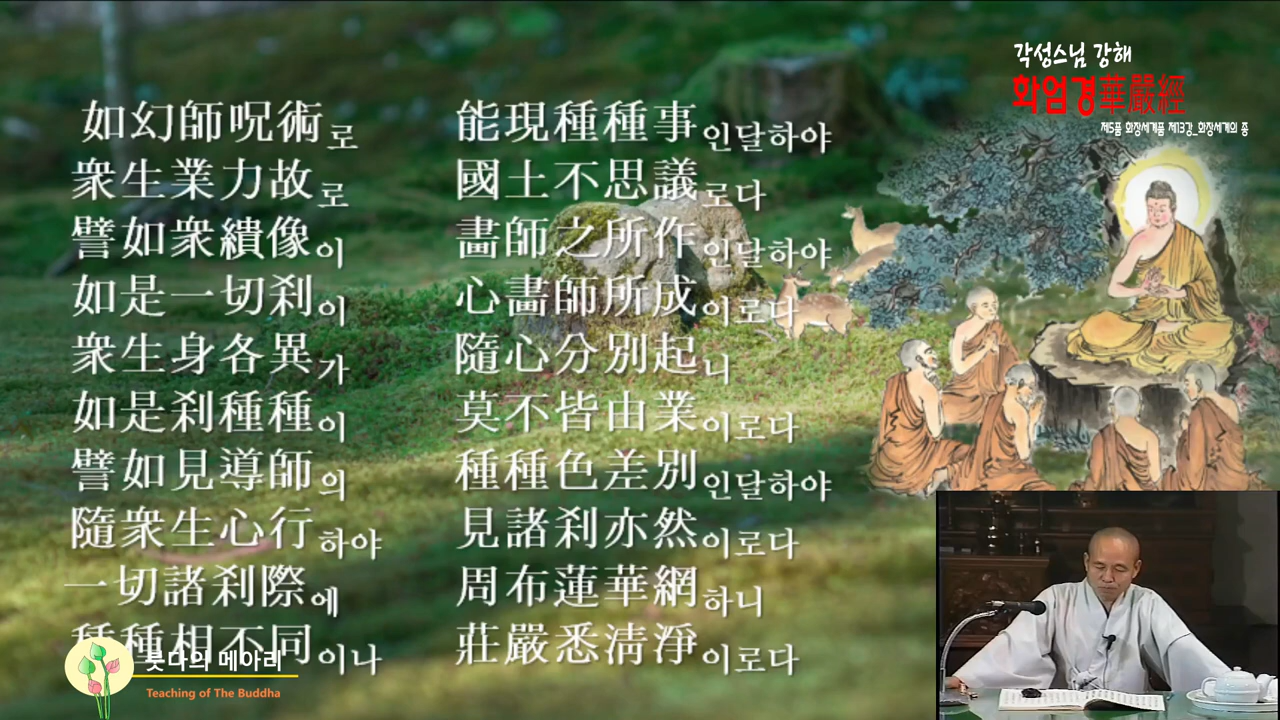 각성스님 강해
화엄경華嚴經
제5품 화장세계품 제13강_화장세계의 종
如幻師呪術로 能現種種事인달하야
衆生業力故로 國土不思議로다
譬如衆繢像이 畵師之所作인달하야
如是一切刹이 心畵師所成이로다
衆生身各異가 隨心分別起니
如是刹種種이 莫不皆由業이로다
譬如見導師의 種種色差別인달하야
隨衆生心行하야 見諸刹亦然이로다
一切諸刹際에 周布蓮華網하니
種種相不同이나 莊嚴悉淸淨이로다
붓다의 메아리
Teaching of The Buddha